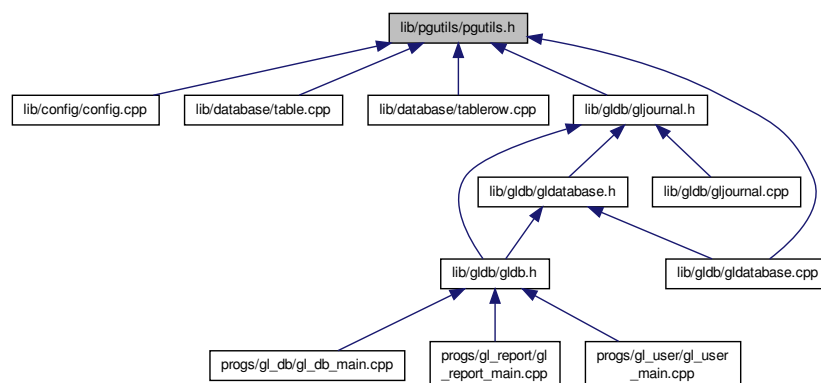 lib/pgutils/pgutils.h
lib/config/config.cpp
lib/database/table.cpp
lib/database/tablerow.cpp
lib/gldb/gljournal.h
lib/gldb/gldatabase.h
lib/gldb/gljournal.cpp
lib/gldb/gldb.h
lib/gldb/gldatabase.cpp
progs/gl_db/gl_db_main.cpp
progs/gl_report/gl
_report_main.cpp
progs/gl_user/gl_user
_main.cpp